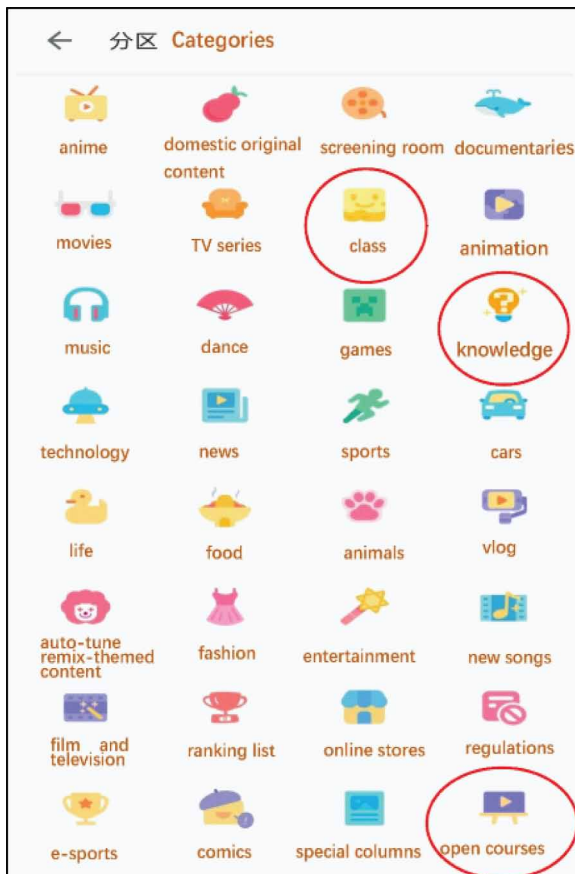 分区 Categories
anime
domestic original
content
screening room
documentaries
movies
TV series
class
animation
music
dance
games
knowledge
technology
news
sports
cars
life
food
animals
vlog
auto-tune
remix-themed
content
fashion
entertainment
new songs
film and
television
ranking list
online stores
regulations
e-sports
comics
special columns
open courses